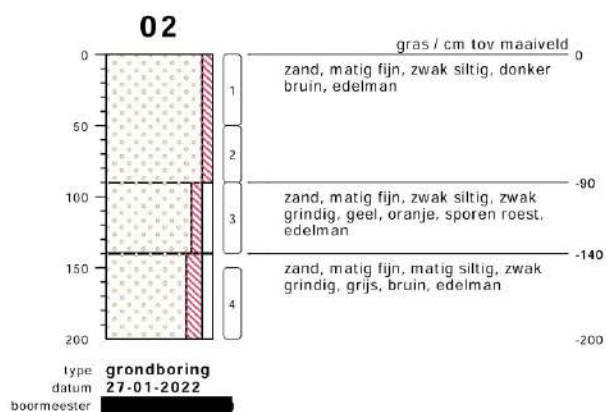 02
gras / cm tov maaiveld
0
0
zand, matig fijn, zwak siltig, donker
bruin, edelman
1
50
2
-90
100
3
zand, matig fijn, zwak siltig, zwak
grindig, geel, oranje, sporen roest,
edelman
-140
150
zand, matig fijn, matig siltig, zwak
grindig, grijs, bruin, edelman
4
200
-200
type grondboring
datum 27-01-2022
boormeester